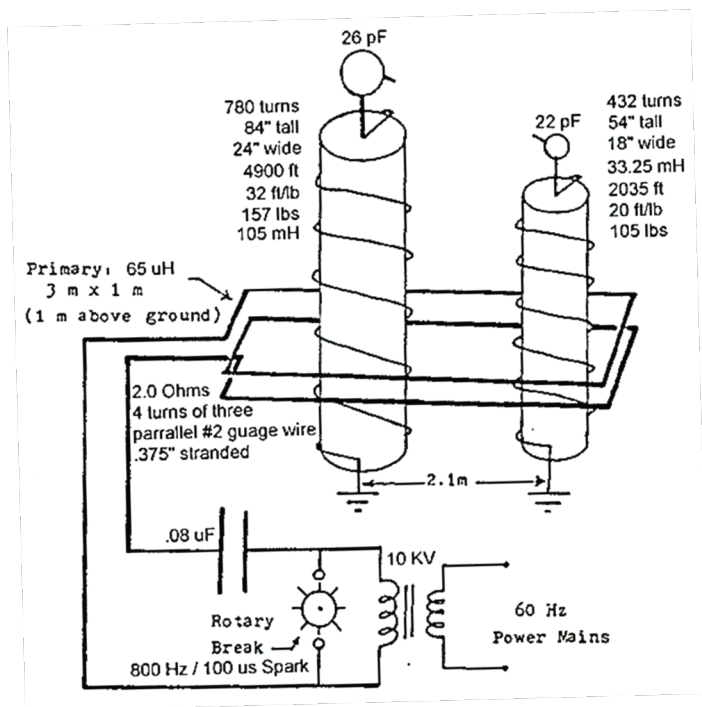 26 pF
780 turns
84" tall
24" wide
4900 ft
32 ft/lb
157 lbs
105 mH
22 pF
432 turns
54" tall
18" wide
33.25 mH
2035 ft
20 ft/lb
105 lbs
Primary: 65 uH
3 m x 1 m
(1 m above ground)
2.0 Ohms
4 turns of three
parrallel #2 guage wire
.375" stranded
2.1m
.08 uF
10 KV
Rotary
Break
800 Hz / 100 us Spark
60 Hz
Power Mains